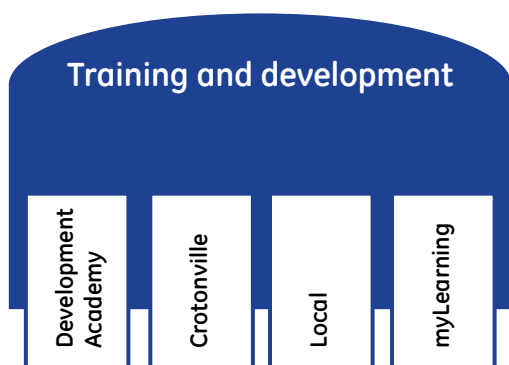 Training and development
Development
Academy
Crotonville
Local
myLearning